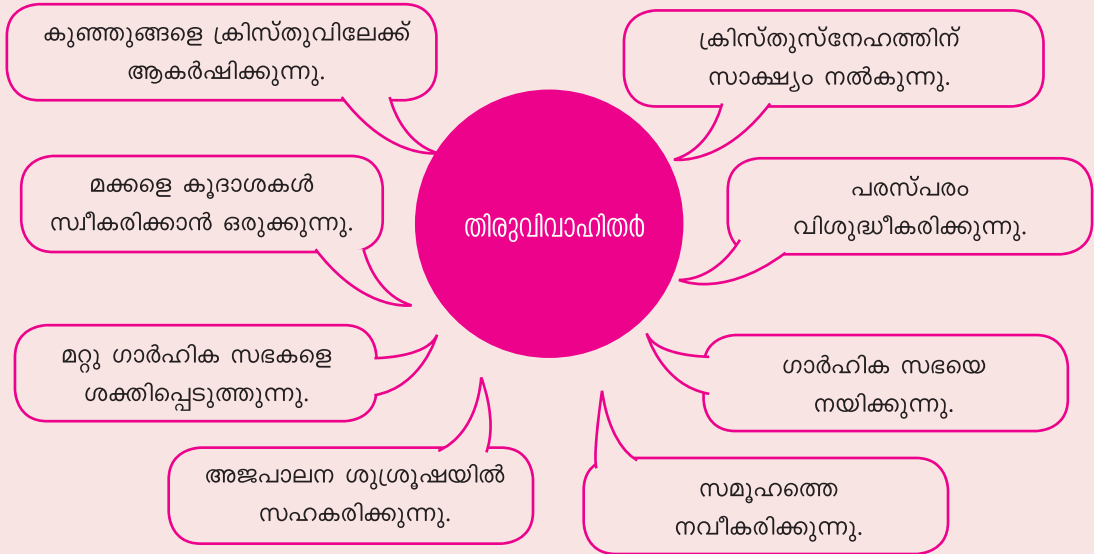 കുഞ്ഞുങ്ങളെ ക്രിസ്തുവിലേക്ക്
ആകർഷിക്കുന്നു.
ക്രിസ്തുസ്നേഹത്തിന്
സാക്ഷ്യം നൽകുന്നു.
മക്കളെ കൂദാശകൾ
സ്വീകരിക്കാൻ ഒരുക്കുന്നു.
പരസ്പരം
വിശുദ്ധീകരിക്കുന്നു.
തിരുവിവാഹിതർ
മറ്റു ഗാർഹിക സഭകളെ
ശക്തിപ്പെടുത്തുന്നു.
ഗാർഹിക സഭയെ
നയിക്കുന്നു.
അജപാലന ശുശ്രൂഷയിൽ
സഹകരിക്കുന്നു.
സമൂഹത്തെ
നവീകരിക്കുന്നു.